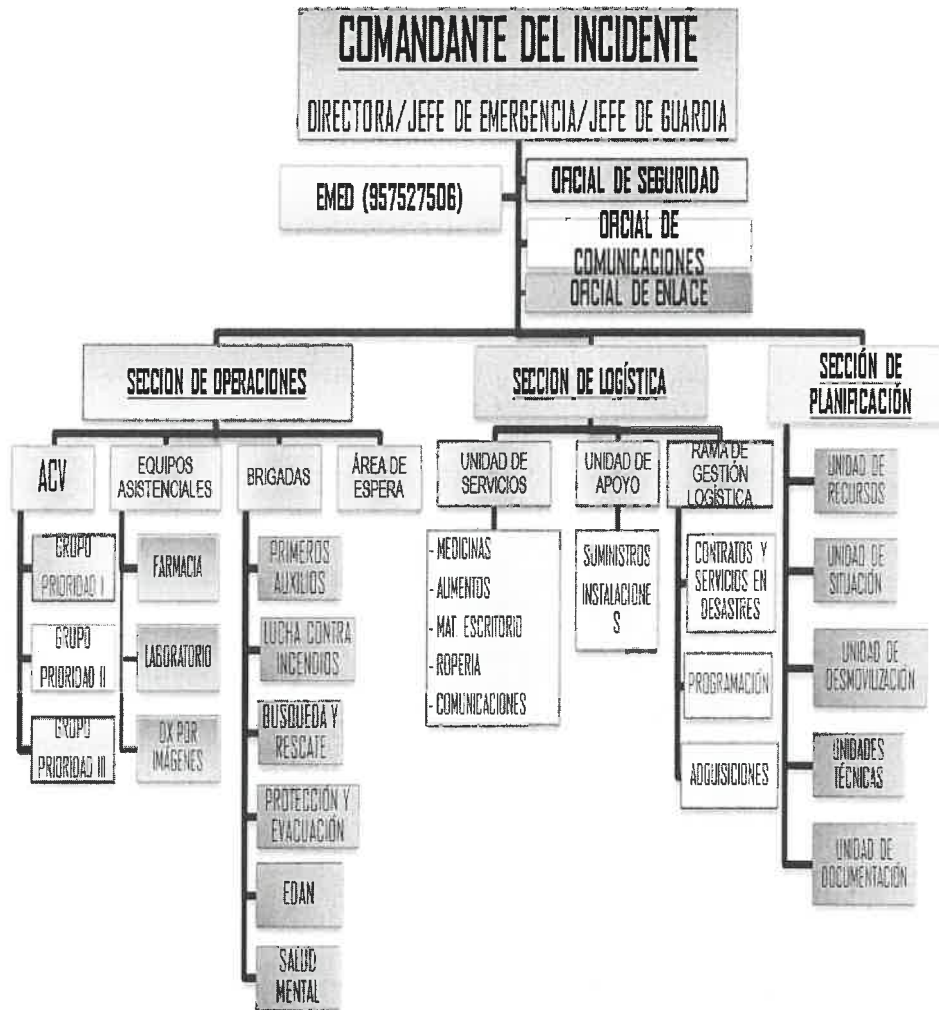 COMANDANTE DEL INCIDENTE
DIRECTORA/JEFE DE EMERGENCIA/JEFE DE GUARDIA
EMED (957527506)
OFICIAL DE SEGURIDAD
OFICIAL DE
COMUNICACIONES
OFICIAL DE ENLACE
SECCION DE OPERACIONES
ACV
GRUPO
PRIORIDAD I
GRUPO
PRIORIDAD II
GRUPO
PRIORIDAD III
EQUIPOS
ASISTENCIALES
FARMACIA
LABORATORIO
DX POR
IMÁGENES
BRIGADAS
PRIMEROS
AUXILIOS
LUCHA CONTRA
INCENDIOS
BUSQUEDA Y
RESCATE
PROTECCIÓN Y
EVACUACIÓN
EDAN
SALUD
MENTAL
ÁREA DE
ESPERA
SECCION DE LOGÍSTICA
UNIDAD DE
SERVICIOS
- MEDICINAS
- ALIMENTOS
- MAT. ESCRITORIO
- ROPERIA
- COMUNICACIONES
UNIDAD DE
APOYO
SUMINISTROS
INSTALACIONE
S
RAMA DE
GESTIÓN
LOGÍSTICA
CONTRATOS Y
SERVICIOS EN
DESASTRES
PROGRAMACIÓN
ADQUISICIONES
SECCIÓN DE
PLANIFICACIÓN
UNIDAD DE
RECURSOS
UNIDAD DE
SITUACIÓN
UNIDAD DE
DESMOVILIZACIÓN
UNIDADES
TÉCNICAS
UNIDAD DE
DOCUMENTACIÓN